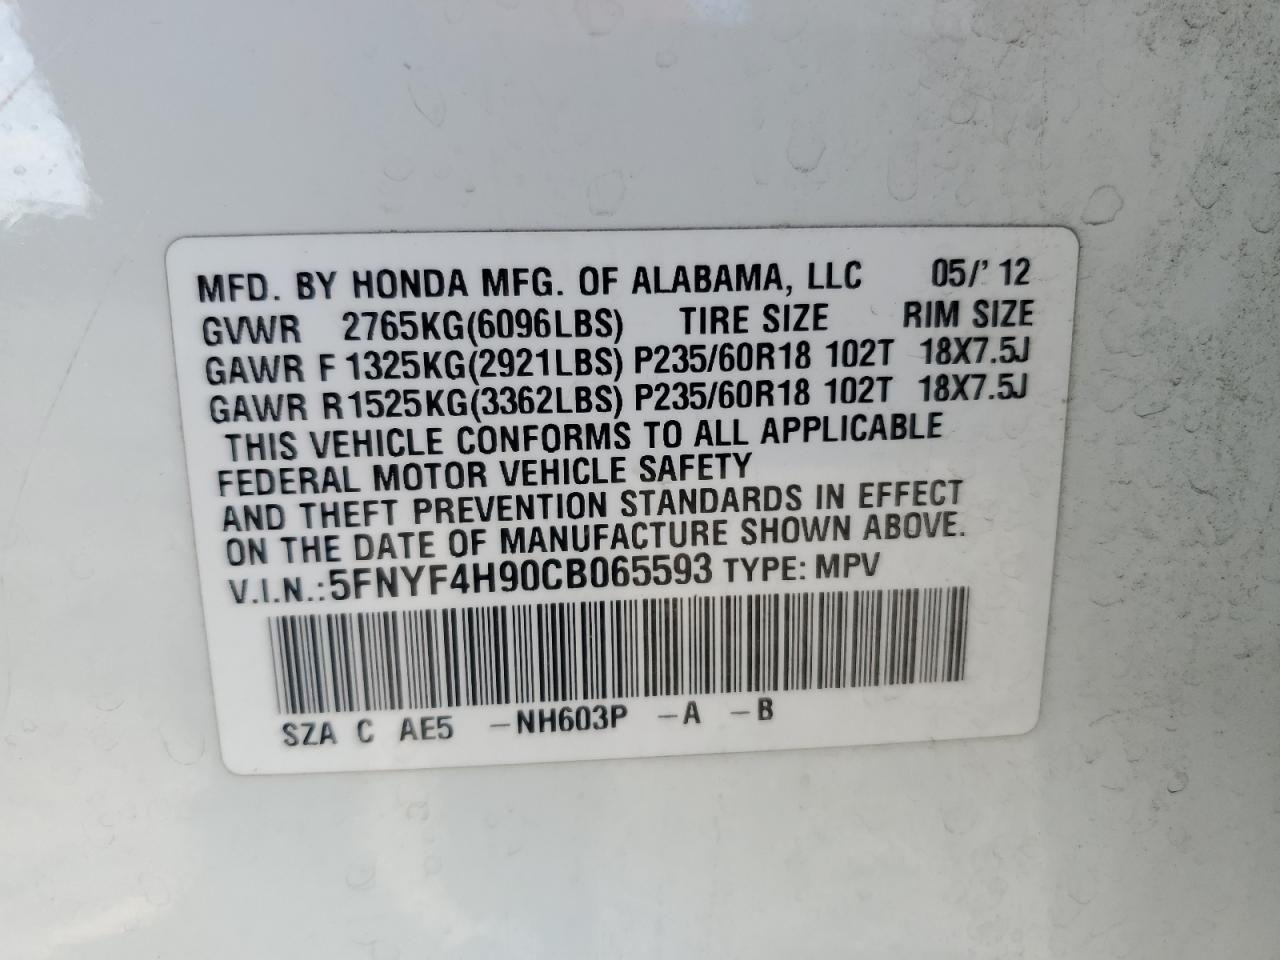 MFD. BY HONDA MFG. OF ALABAMA, LLC 05/' 12
GVWR 2765KG(6096LBS) TIRE SIZE RIM SIZE
GAWR F 1325KG(2921LBS) P235/60R18 102T 18X7.5J
GAWR R1525KG(3362LBS) P235/60R18 102T 18X7.5J
THIS VEHICLE CONFORMS TO ALL APPLICABLE
FEDERAL MOTOR VEHICLE SAFETY
AND THEFT PREVENTION STANDARDS IN EFFECT
ON THE DATE OF MANUFACTURE SHOWN ABOVE.
V.I.N.:5FNYF4H90CB065593 TYPE: MPV
SZA C AE5 -NH603P -A -B